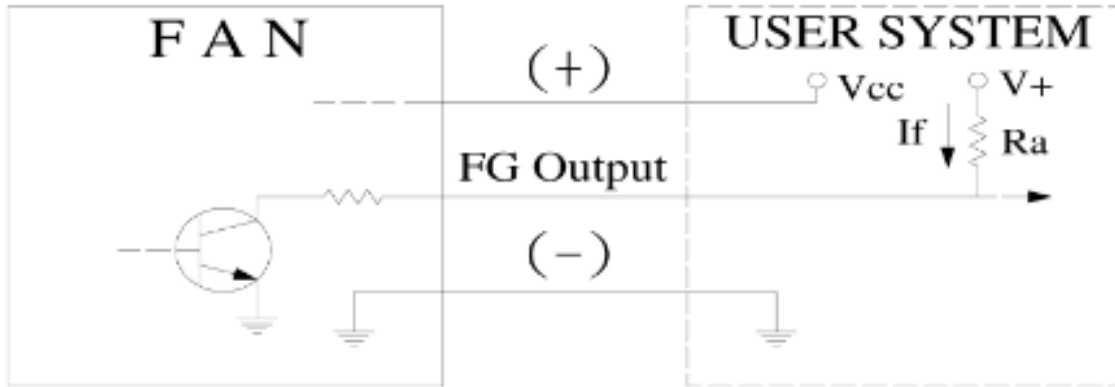 F A N
USER SYSTEM
(+)
Vcc
V+
If
Ra
FG Output
(-)